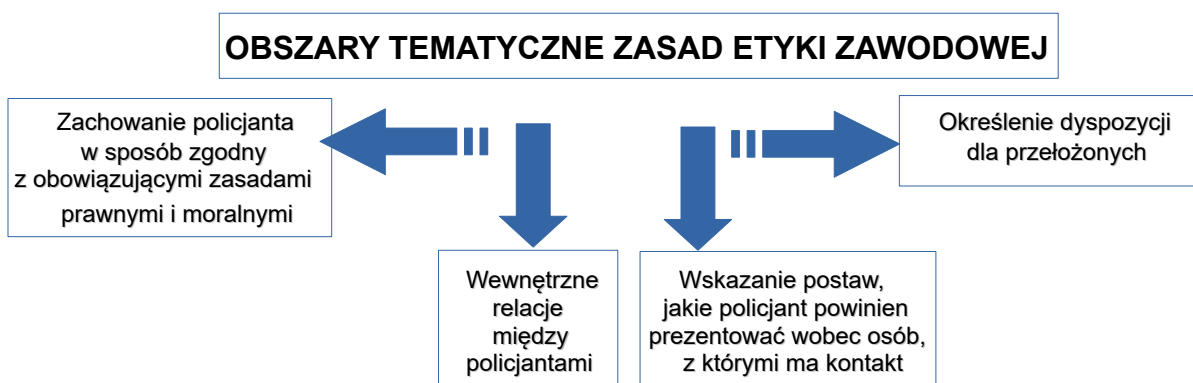 OBSZARY TEMATYCZNE ZASAD ETYKI ZAWODOWEJ
Zachowanie policjanta
w sposób zgodny
z obowiązującymi zasadami
prawnymi i moralnymi
Wewnętrzne
relacje
między
policjantami
Wskazanie postaw,
jakie policjant powinien
prezentować wobec osób,
z którymi ma kontakt
Określenie dyspozycji
dla przełożonych